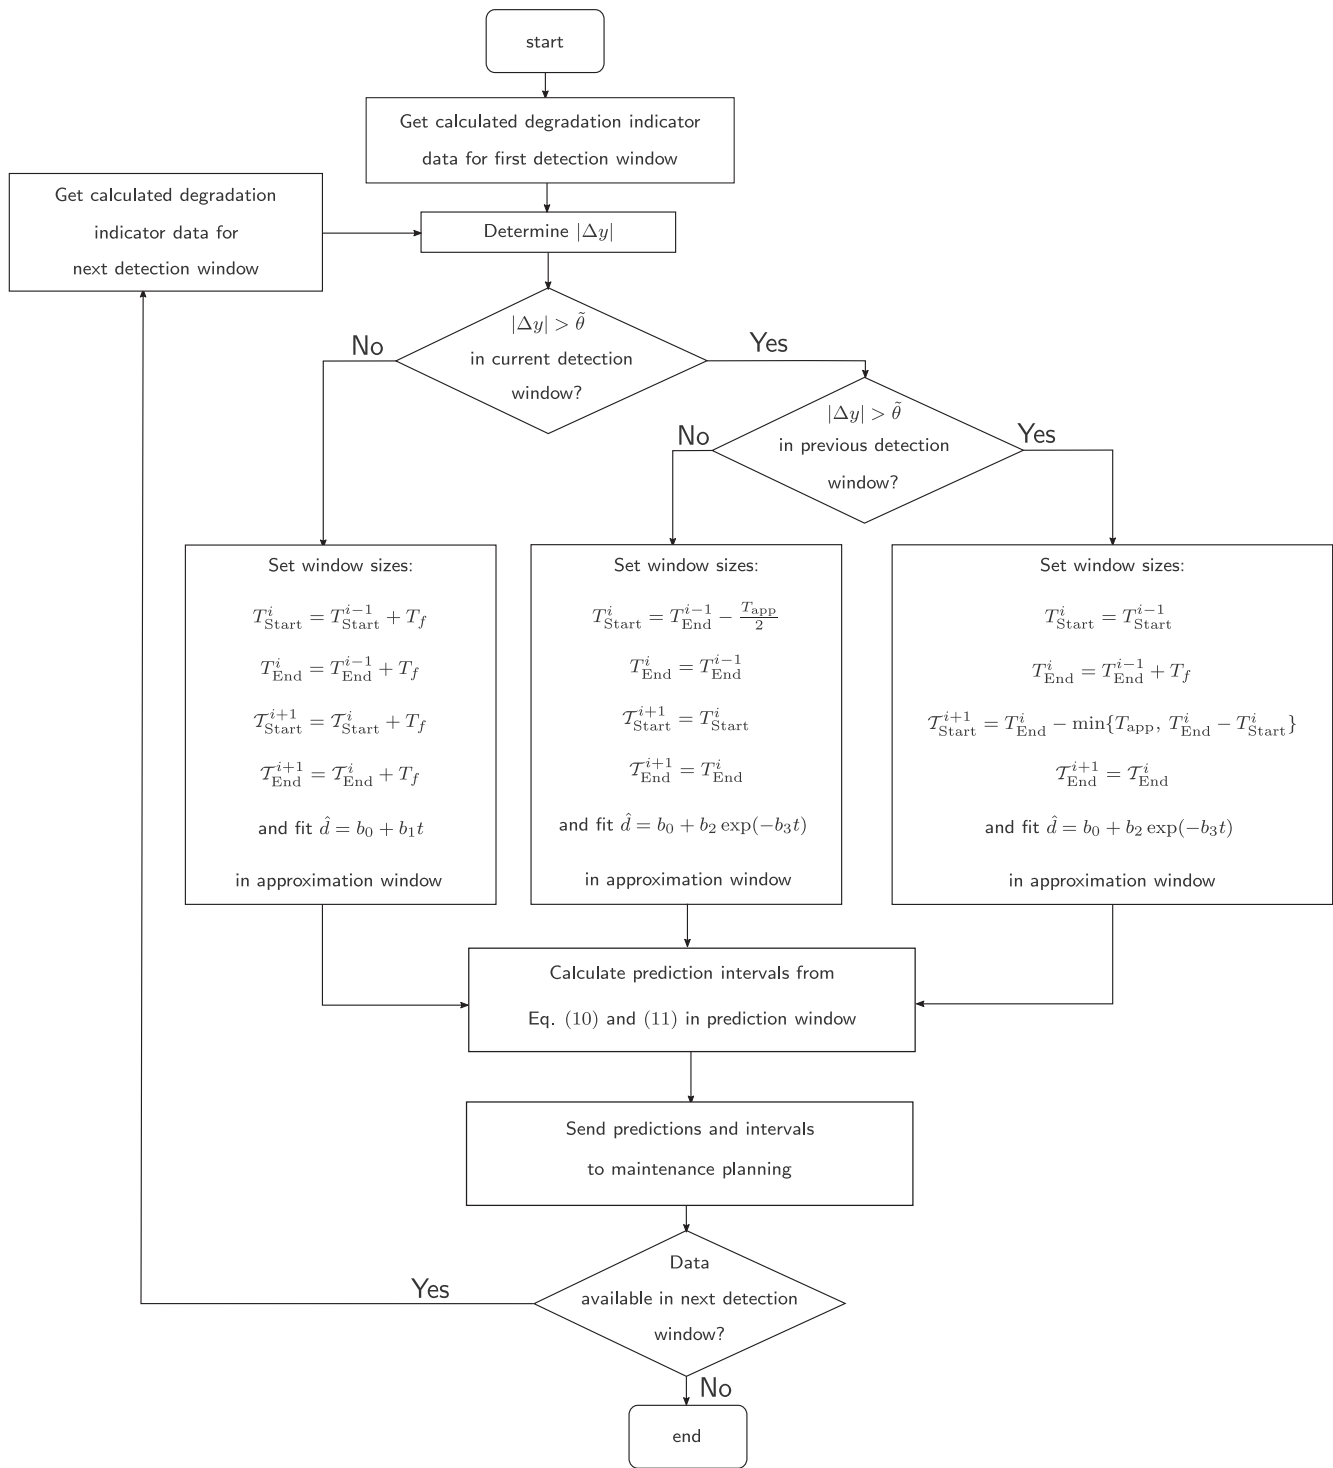 start
Get calculated degradation indicator
data for first detection window
Get calculated degradation
indicator data for
next detection window
Determine |Δy|
|Δy| > θ̃
in current detection
window?
No
Yes
|Δy| > θ̃
in previous detection
window?
No
Yes
Set window sizes:
T^i_Start = T^{i−1}_Start + T_f
T^i_End = T^{i−1}_End + T_f
𝒯^{i+1}_Start = 𝒯^i_Start + T_f
𝒯^{i+1}_End = 𝒯^i_End + T_f
and fit d̂ = b_0 + b_1t
in approximation window
Set window sizes:
T^i_Start = T^{i−1}_End − T_app/2
T^i_End = T^{i−1}_End
𝒯^{i+1}_Start = T^i_Start
𝒯^{i+1}_End = T^i_End
and fit d̂ = b_0 + b_2 exp(−b_3t)
in approximation window
Set window sizes:
T^i_Start = T^{i−1}_Start
T^i_End = T^{i−1}_End + T_f
𝒯^{i+1}_Start = T^i_End − min{T_app, T^i_End − T^i_Start}
𝒯^{i+1}_End = 𝒯^i_End
and fit d̂ = b_0 + b_2 exp(−b_3t)
in approximation window
Calculate prediction intervals from
Eq. (10) and (11) in prediction window
Send predictions and intervals
to maintenance planning
Data
available in next detection
window?
Yes
No
end